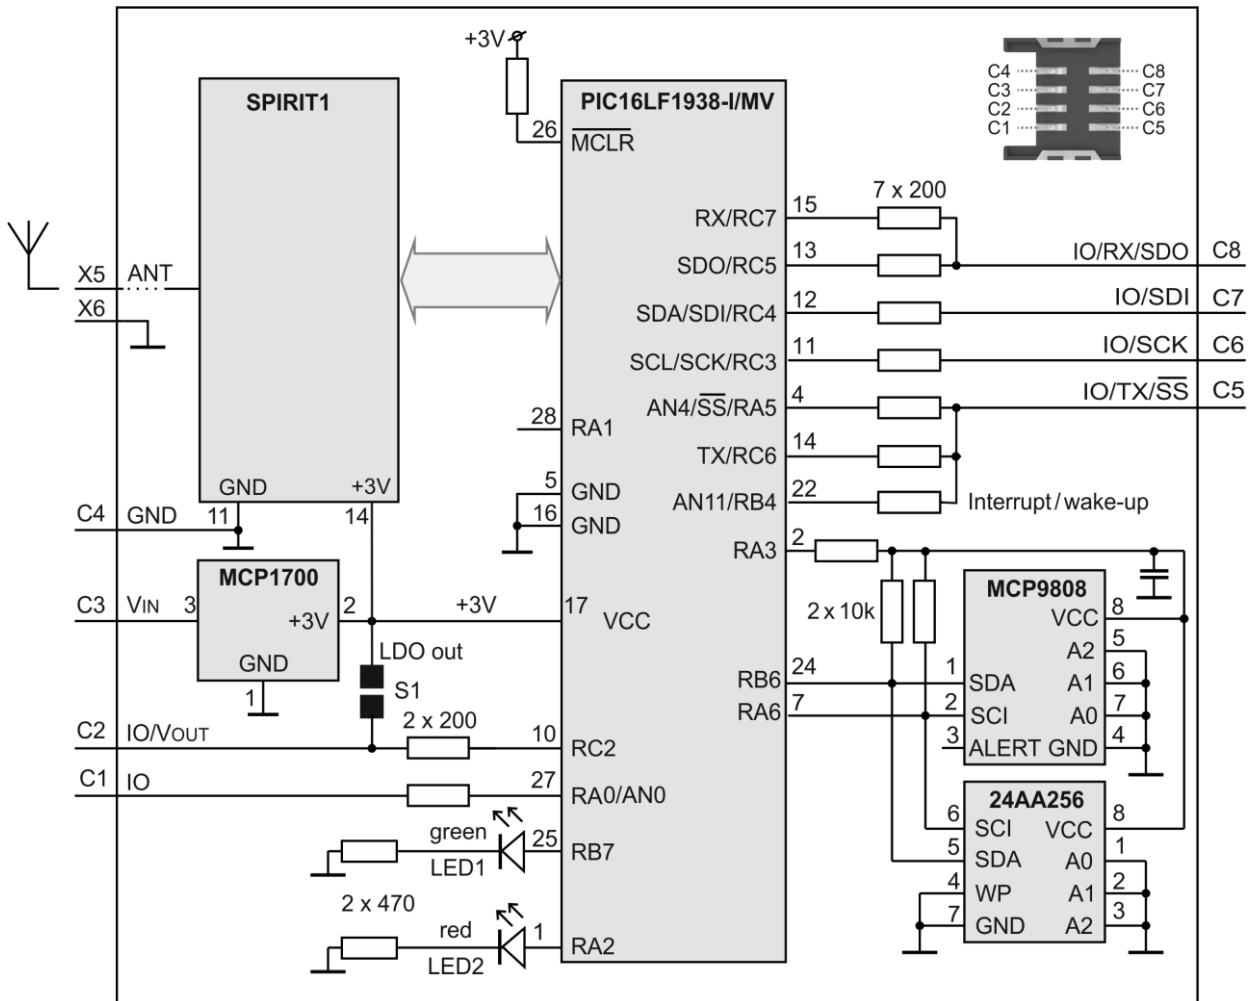 +3V
SPIRIT1
PIC16LF1938-I/MV
C4
C3
C2
C1
C8
C7
C6
C5
26
MCLR
7 x 200
RX/RC7
15
SDO/RC5
13
IO/RX/SDO
C8
SDA/SDI/RC4
12
IO/SDI
C7
SCL/SCK/RC3
11
IO/SCK
C6
AN4/SS/RA5
4
IO/TX/SS
C5
TX/RC6
14
AN11/RB4
22
Interrupt/wake-up
RA3
2
X5
ANT
X6
28
RA1
5
GND
16
GND
GND
+3V
11
14
C4
GND
MCP1700
C3
VIN
3
+3V
2
+3V
17
VCC
GND
1
LDO out
S1
2 x 200
C2
IO/VOUT
10
RC2
C1
IO
27
RA0/AN0
green
LED1
25
RB7
2 x 470
red
LED2
1
RA2
2 x 10k
RB6
24
RA6
7
MCP9808
VCC
8
A2
5
1
SDA
A1
6
2
SCI
A0
7
3
ALERT
GND
4
24AA256
6
SCI
VCC
8
5
SDA
A0
1
4
WP
A1
2
7
GND
A2
3